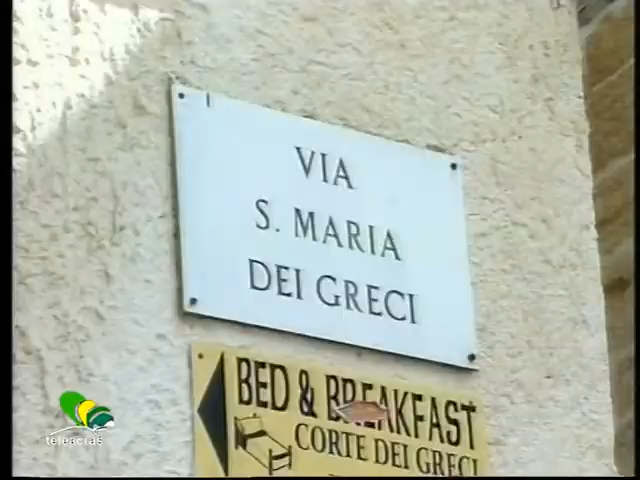 VIA
S. MARIA
DEI GRECI
BED & BREAKFAST
CORTE DEI GRECI
teleacras